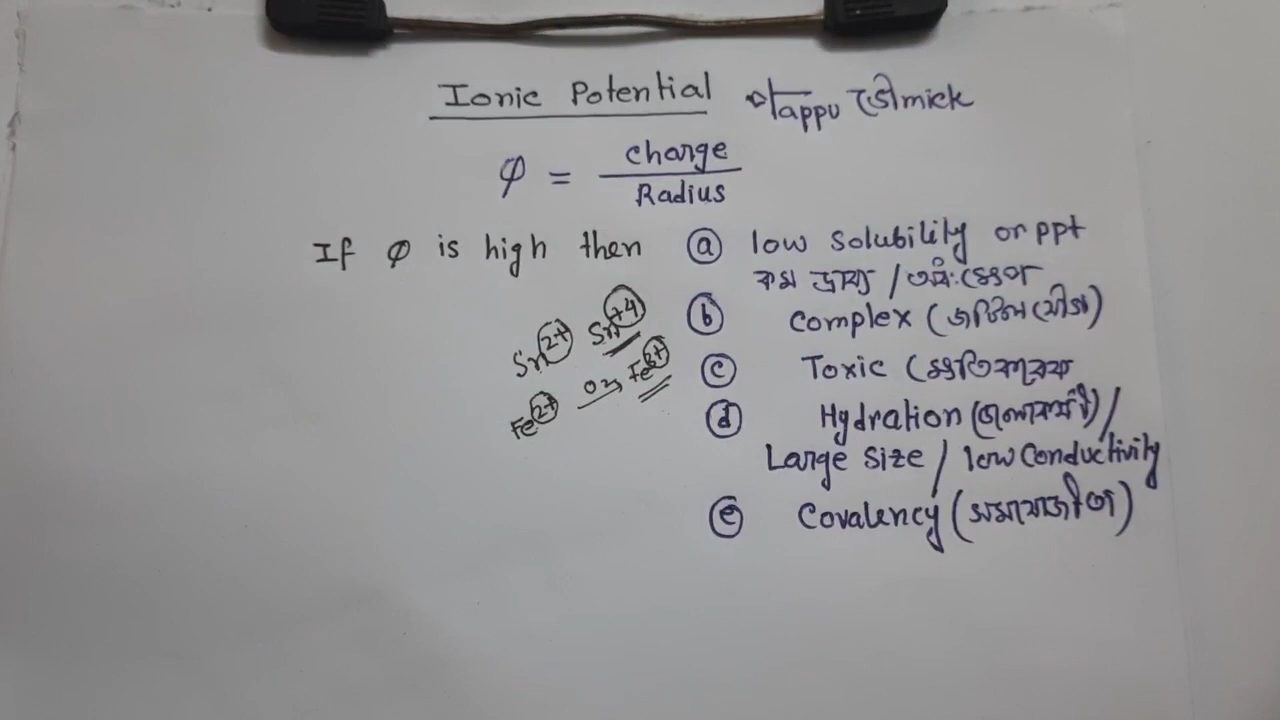 Ionic Potential Tappu ভৌmick
φ = charge / Radius
If φ is high then ⓐ low solubility or ppt
কম দ্রাব্য / অধঃক্ষেপ
Sn2+ Sn+4
ⓑ Complex (জটিল যৌগ)
Fe2+ or Fe3+
ⓒ Toxic (ক্ষতিকারক
ⓓ Hydration (জলাকর্ষী) /
Large size / low conductivity
ⓔ Covalency (সমযোজীতা)